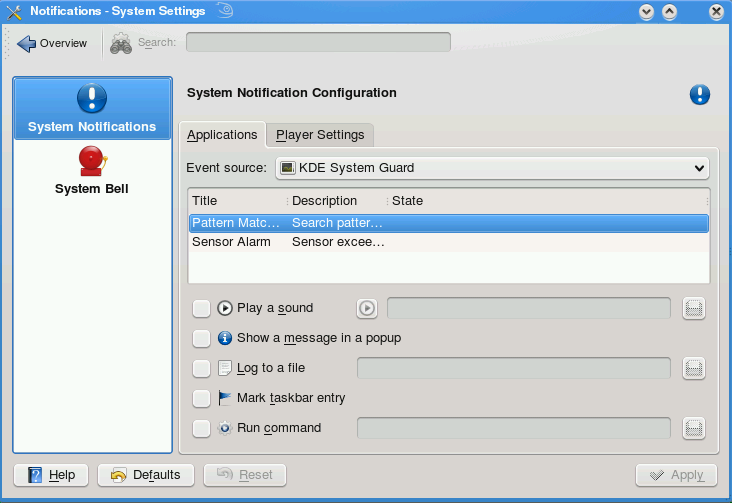 Notifications - System Settings
Overview
Search:
System Notifications
System Bell
System Notification Configuration
Applications
Player Settings
Event source:
KDE System Guard
Title Description State
Pattern Matc... Search patter...
Sensor Alarm Sensor excee...
Play a sound
Show a message in a popup
Log to a file
Mark taskbar entry
Run command
Help
Defaults
Reset
Apply